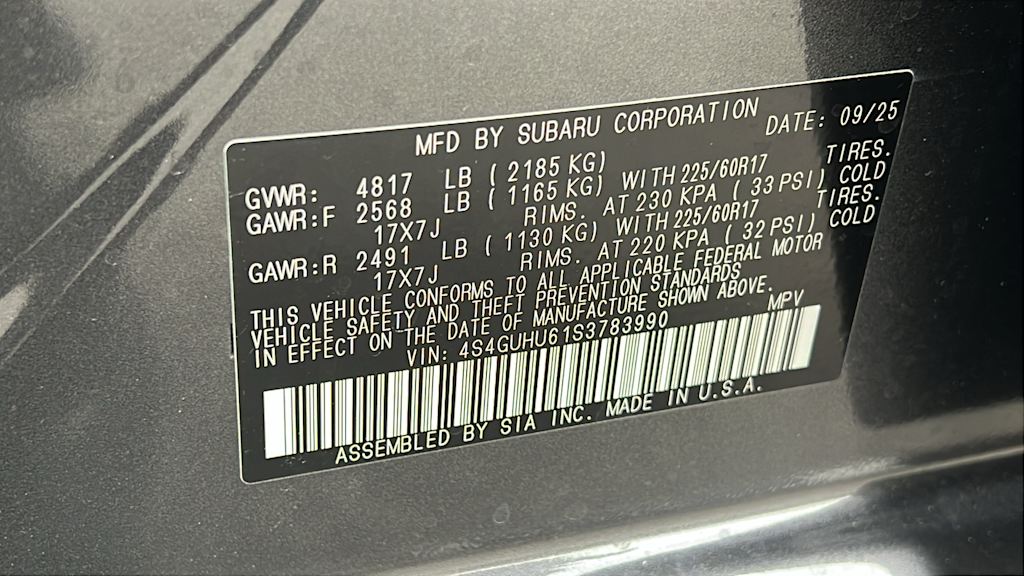 MFD BY SUBARU CORPORATION DATE: 09/25
GVWR: 4817 LB ( 2185 KG)
GAWR:F 2568 LB ( 1165 KG) WITH 225/60R17 TIRES.
17X7J RIMS. AT 230 KPA ( 33 PSI) COLD
GAWR:R 2491 LB ( 1130 KG) WITH 225/60R17 TIRES.
17X7J RIMS. AT 220 KPA ( 32 PSI) COLD
THIS VEHICLE CONFORMS TO ALL APPLICABLE FEDERAL MOTOR
VEHICLE SAFETY AND THEFT PREVENTION STANDARDS
IN EFFECT ON THE DATE OF MANUFACTURE SHOWN ABOVE.
VIN: 4S4GUHU61S3783990 MPV
ASSEMBLED BY SIA INC. MADE IN U.S.A.